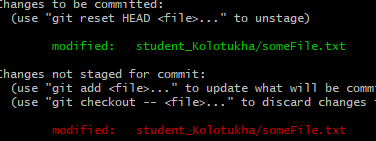 Changes to be committed:
(use "git reset HEAD <file>..." to unstage)
modified: student_Kolotukha/someFile.txt
Changes not staged for commit:
(use "git add <file>..." to update what will be comm
(use "git checkout -- <file>..." to discard changes
modified: student_Kolotukha/someFile.txt